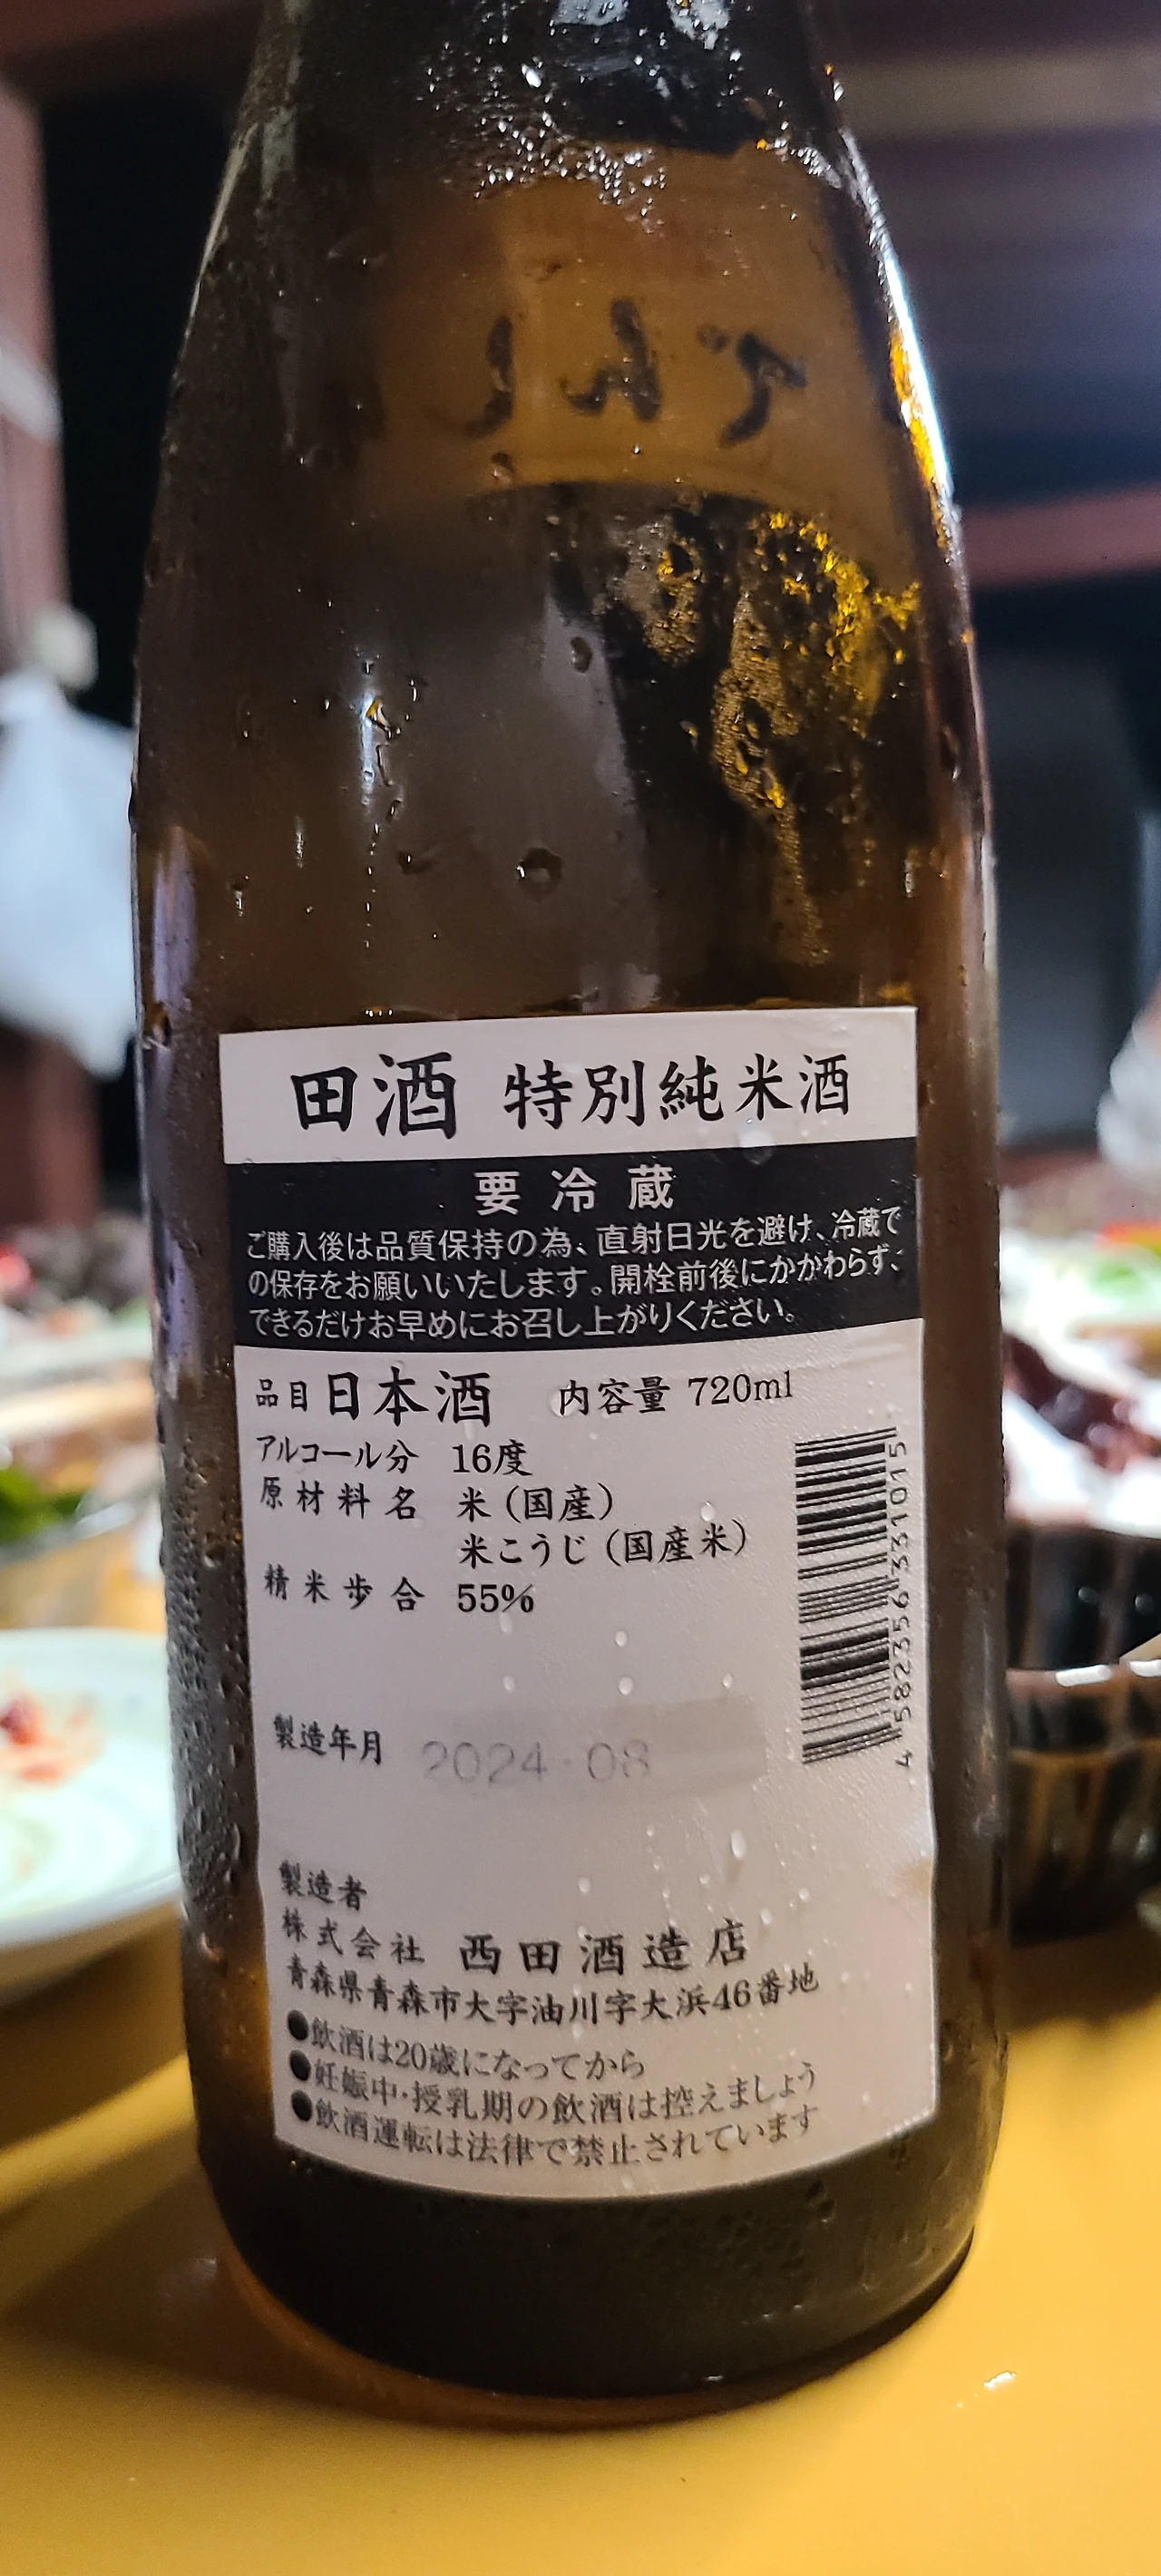 でんし
田酒 特別純米酒
要冷蔵
ご購入後は品質保持の為、直射日光を避け、冷蔵で
の保存をお願いいたします。開栓前後にかかわらず、
できるだけお早めにお召し上がりください。
品目 日本酒 内容量 720ml
アルコール分 16度
原材料名 米（国産）
米こうじ（国産米）
精米歩合 55%
4 582356 331015
製造年月 2024・08
製造者
株式会社 西田酒造店
青森県青森市大字油川字大浜46番地
●飲酒は20歳になってから
●妊娠中・授乳期の飲酒は控えましょう
●飲酒運転は法律で禁止されています